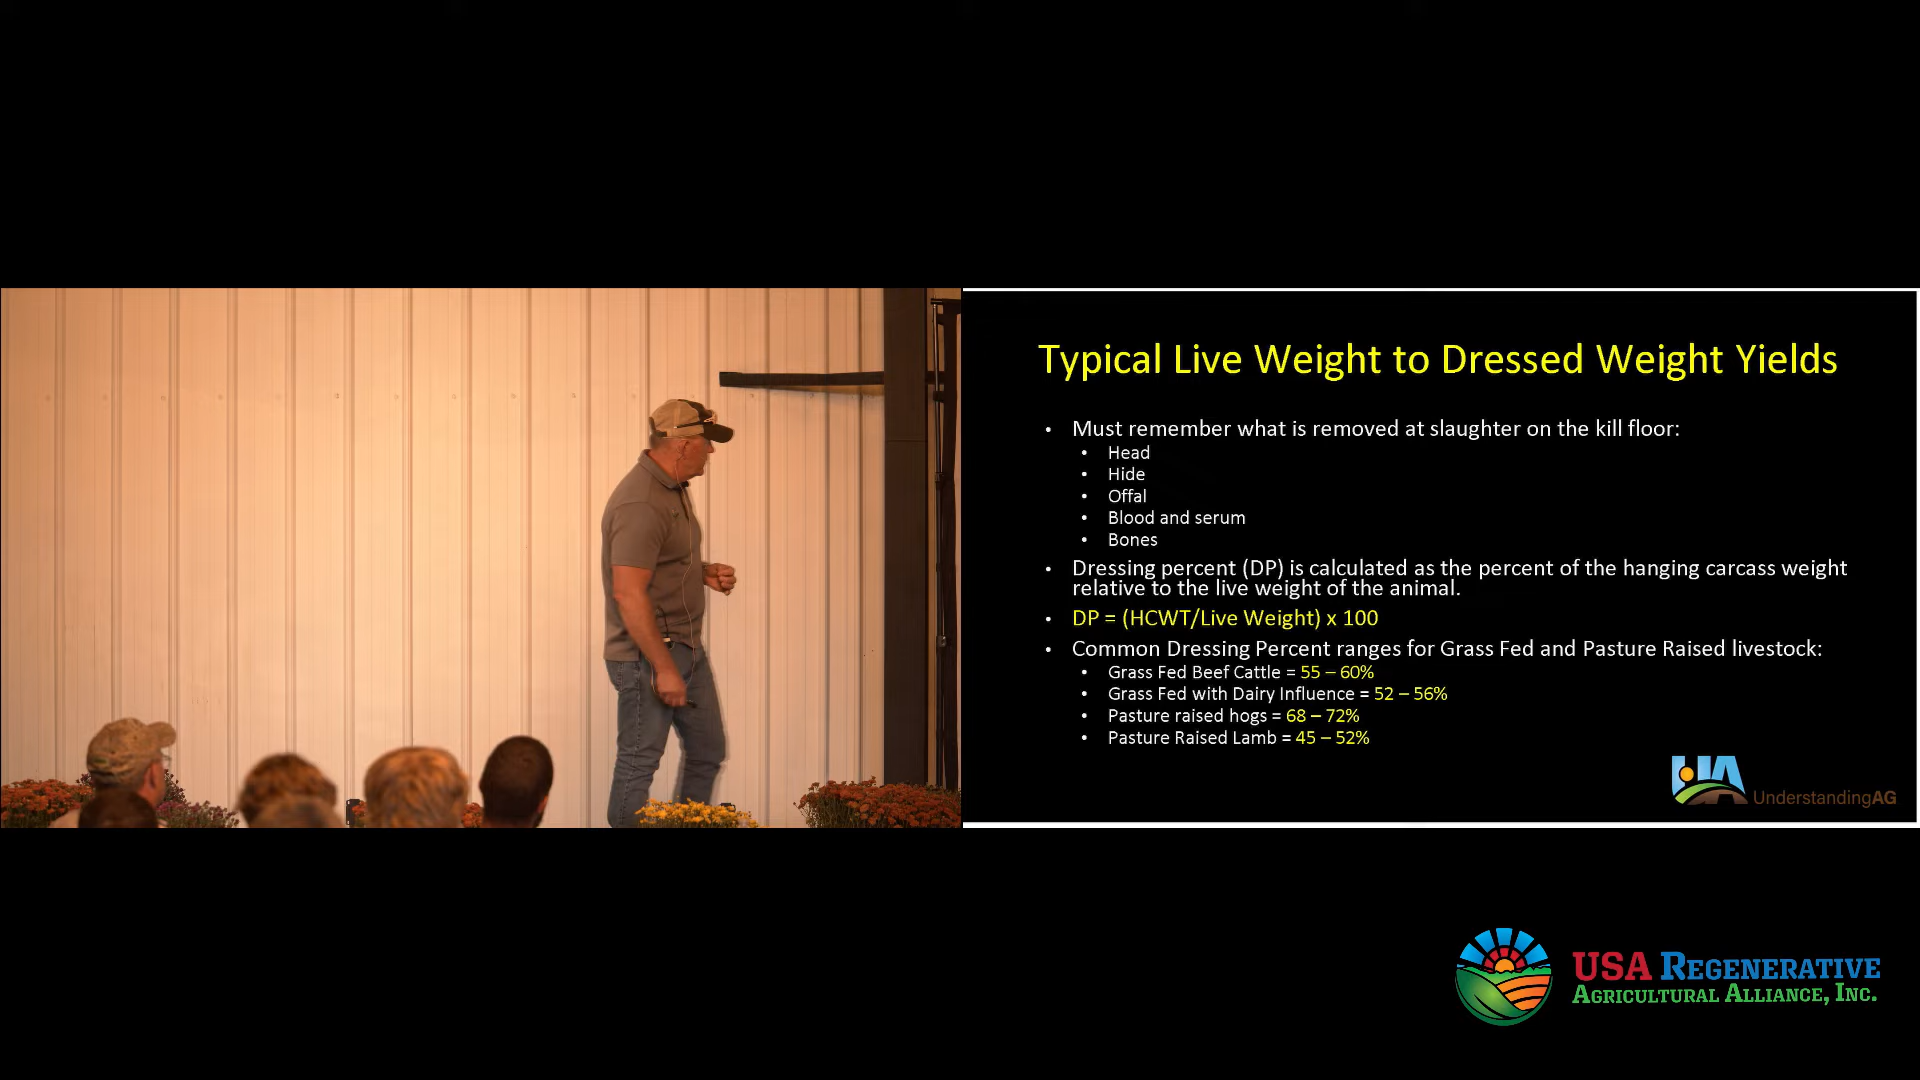 Typical Live Weight to Dressed Weight Yields
• Must remember what is removed at slaughter on the kill floor:
• Head
• Hide
• Offal
• Blood and serum
• Bones
• Dressing percent (DP) is calculated as the percent of the hanging carcass weight
relative to the live weight of the animal.
• DP = (HCWT/Live Weight) x 100
• Common Dressing Percent ranges for Grass Fed and Pasture Raised livestock:
• Grass Fed Beef Cattle = 55 – 60%
• Grass Fed with Dairy Influence = 52 – 56%
• Pasture raised hogs = 68 – 72%
• Pasture Raised Lamb = 45 – 52%
UA
UnderstandingAG
USA REGENERATIVE
AGRICULTURAL ALLIANCE, INC.